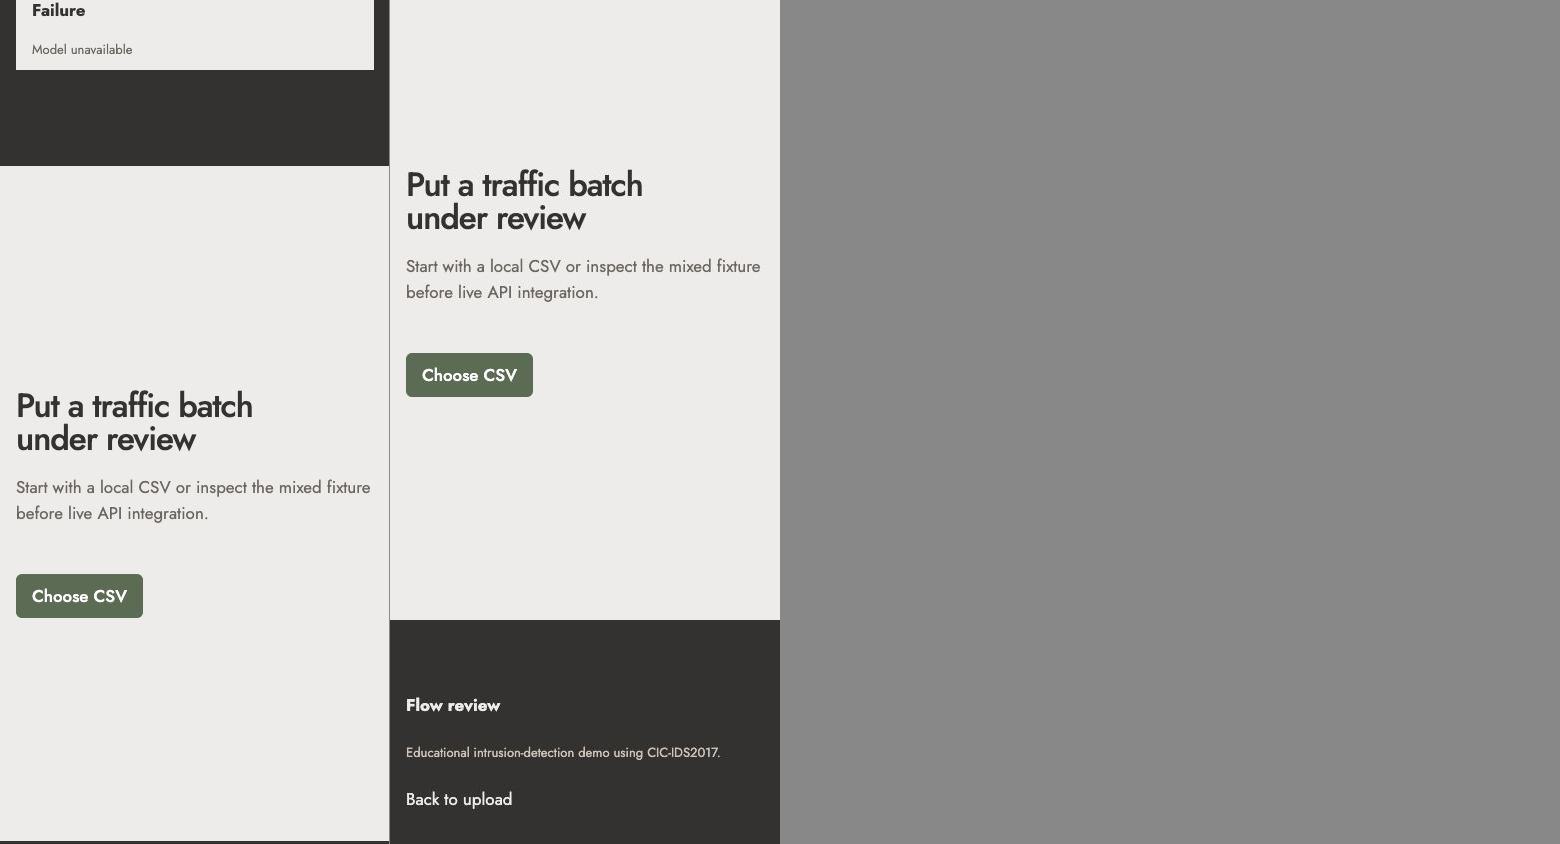 Failure
Model unavailable
Put a traffic batch
under review
Start with a local CSV or inspect the mixed fixture
before live API integration.
Choose CSV
Put a traffic batch
under review
Start with a local CSV or inspect the mixed fixture
before live API integration.
Choose CSV
Flow review
Educational intrusion-detection demo using CIC-IDS2017.
Back to upload